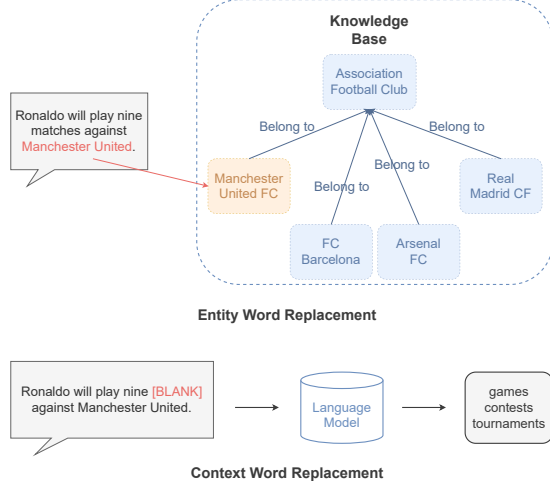 Knowledge
Base
Association
Football Club
Ronaldo will play nine
matches against
Manchester United.
Belong to
Belong to
Belong to
Belong to
Manchester
United FC
Real
Madrid CF
FC
Barcelona
Arsenal
FC
Entity Word Replacement
Ronaldo will play nine [BLANK]
against Manchester United.
Language
Model
games
contests
tournaments
Context Word Replacement